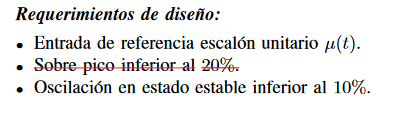 Requerimientos de diseño:
• Entrada de referencia escalón unitario μ(t).
• Sobre pico inferior al 20%.
• Oscilación en estado estable inferior al 10%.